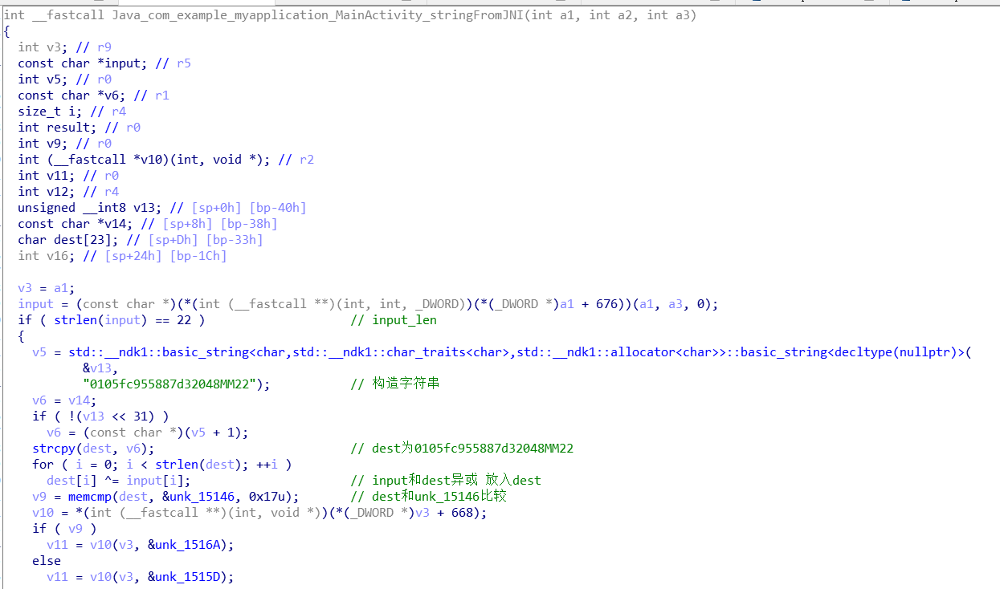 int __fastcall Java_com_example_myapplication_MainActivity_stringFromJNI(int a1, int a2, int a3)
{
  int v3; // r9
  const char *input; // r5
  int v5; // r0
  const char *v6; // r1
  size_t i; // r4
  int result; // r0
  int v9; // r0
  int (__fastcall *v10)(int, void *); // r2
  int v11; // r0
  int v12; // r4
  unsigned __int8 v13; // [sp+0h] [bp-40h]
  const char *v14; // [sp+8h] [bp-38h]
  char dest[23]; // [sp+Dh] [bp-33h]
  int v16; // [sp+24h] [bp-1Ch]

  v3 = a1;
  input = (const char *)(*(int (__fastcall **)(int, int, _DWORD))(*(_DWORD *)a1 + 676))(a1, a3, 0);
  if ( strlen(input) == 22 )                    // input_len
  {
    v5 = std::__ndk1::basic_string<char,std::__ndk1::char_traits<char>,std::__ndk1::allocator<char>>::basic_string<decltype(nullptr)>(
           &v13,
           "0105fc955887d32048MM22");            // 构造字符串
    v6 = v14;
    if ( !(v13 << 31) )
      v6 = (const char *)(v5 + 1);
    strcpy(dest, v6);                           // dest为0105fc955887d32048MM22
    for ( i = 0; i < strlen(dest); ++i )
      dest[i] ^= input[i];                      // input和dest异或 放入dest
    v9 = memcmp(dest, &unk_15146, 0x17u);       // dest和unk_15146比较
    v10 = *(int (__fastcall **)(int, void *))(*(_DWORD *)v3 + 668);
    if ( v9 )
      v11 = v10(v3, &unk_1516A);
    else
      v11 = v10(v3, &unk_1515D);